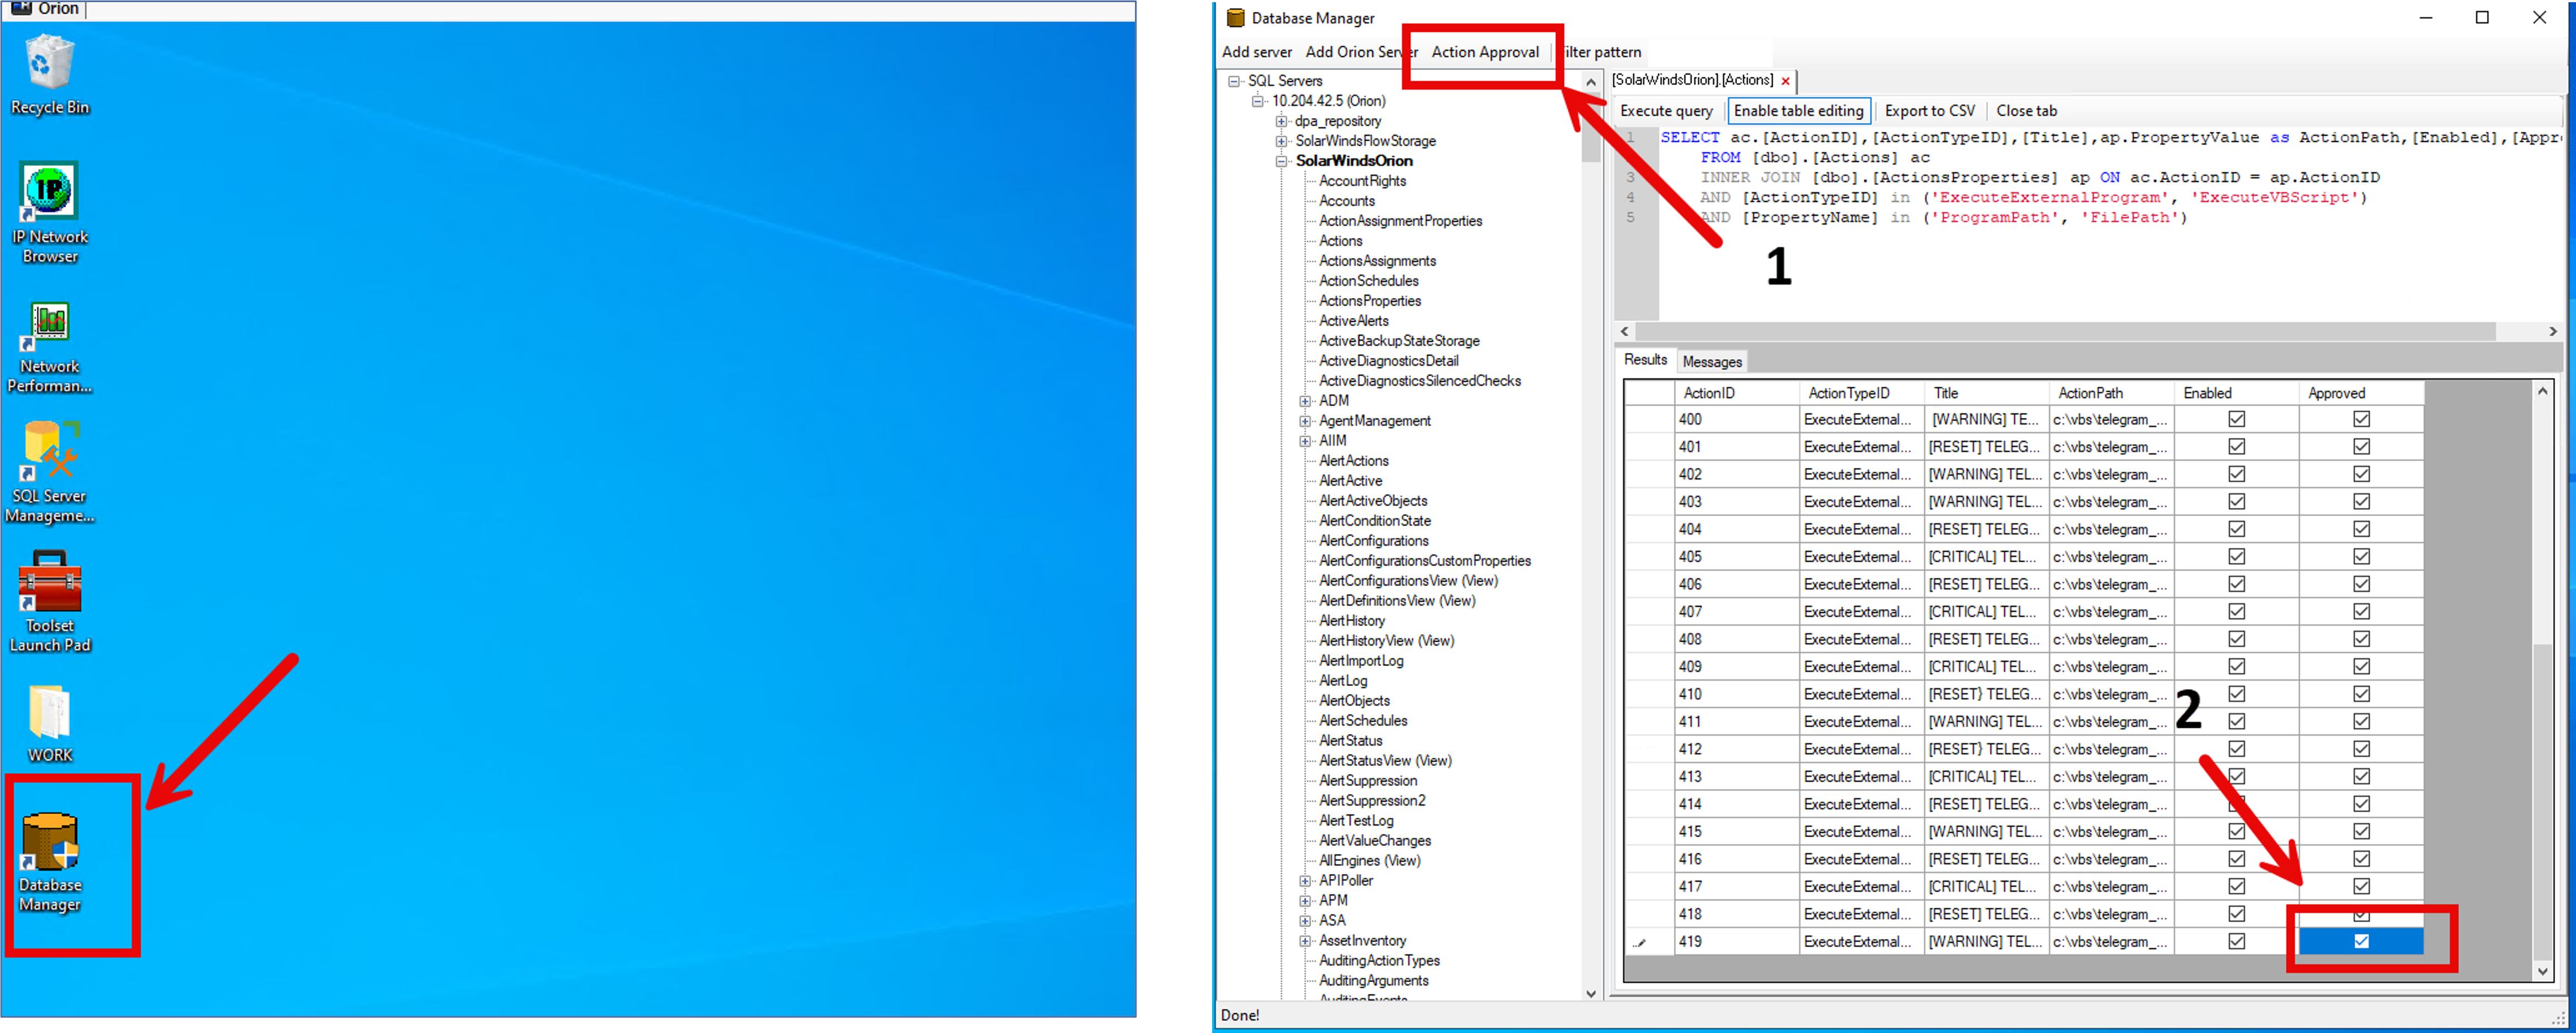 Orion
Recycle Bin
IP Network
Browser
Network
Performan...
SQL Server
Manageme...
Toolset
Launch Pad
WORK
Database
Manager
Database Manager
Add server Add Orion Server Action Approval Filter pattern
SQL Servers
10.204.42.5 (Orion)
dpa_repository
SolarWindsFlowStorage
SolarWindsOrion
AccountRights
Accounts
ActionAssignmentProperties
Actions
ActionsAssignments
ActionSchedules
ActionsProperties
ActiveAlerts
ActiveBackupStateStorage
ActiveDiagnosticsDetail
ActiveDiagnosticsSilencedChecks
ADM
AgentManagement
AIIM
AlertActions
AlertActive
AlertActiveObjects
AlertConditionState
AlertConfigurations
AlertConfigurationsCustomProperties
AlertConfigurationsView (View)
AlertDefinitionsView (View)
AlertHistory
AlertHistoryView (View)
AlertImportLog
AlertLog
AlertObjects
AlertSchedules
AlertStatus
AlertStatusView (View)
AlertSuppression
AlertSuppression2
AlertTestLog
AlertValueChanges
AllEngines (View)
APIPoller
APM
ASA
AssetInventory
AuditingActionTypes
AuditingArguments
AuditingEvents
[SolarWindsOrion].[Actions]
Execute query Enable table editing Export to CSV Close tab
1 SELECT ac.[ActionID],[ActionTypeID],[Title],ap.PropertyValue as ActionPath,[Enabled],[Appr
FROM [dbo].[Actions] ac
3 INNER JOIN [dbo].[ActionsProperties] ap ON ac.ActionID = ap.ActionID
4 AND [ActionTypeID] in ('ExecuteExternalProgram', 'ExecuteVBScript')
5 AND [PropertyName] in ('ProgramPath', 'FilePath')
1
Results Messages
ActionID ActionTypeID Title ActionPath Enabled Approved
400 ExecuteExternal... [WARNING] TE... c:\vbs\telegram_...
401 ExecuteExternal... [RESET] TELEG... c:\vbs\telegram_...
402 ExecuteExternal... [WARNING] TEL... c:\vbs\telegram_...
403 ExecuteExternal... [WARNING] TEL... c:\vbs\telegram_...
404 ExecuteExternal... [RESET] TELEG... c:\vbs\telegram_...
405 ExecuteExternal... [CRITICAL] TEL... c:\vbs\telegram_...
406 ExecuteExternal... [RESET] TELEG... c:\vbs\telegram_...
407 ExecuteExternal... [CRITICAL] TEL... c:\vbs\telegram_...
408 ExecuteExternal... [RESET] TELEG... c:\vbs\telegram_...
409 ExecuteExternal... [CRITICAL] TEL... c:\vbs\telegram_...
410 ExecuteExternal... [RESET} TELEG... c:\vbs\telegram_...
411 ExecuteExternal... [WARNING] TEL... c:\vbs\telegram_...
2
412 ExecuteExternal... [RESET} TELEG... c:\vbs\telegram_...
413 ExecuteExternal... [CRITICAL] TEL... c:\vbs\telegram_...
414 ExecuteExternal... [RESET] TELEG... c:\vbs\telegram_...
415 ExecuteExternal... [WARNING] TEL... c:\vbs\telegram_...
416 ExecuteExternal... [RESET] TELEG... c:\vbs\telegram_...
417 ExecuteExternal... [CRITICAL] TEL... c:\vbs\telegram_...
418 ExecuteExternal... [RESET] TELEG... c:\vbs\telegram_...
419 ExecuteExternal... [WARNING] TEL... c:\vbs\telegram_...
Done!